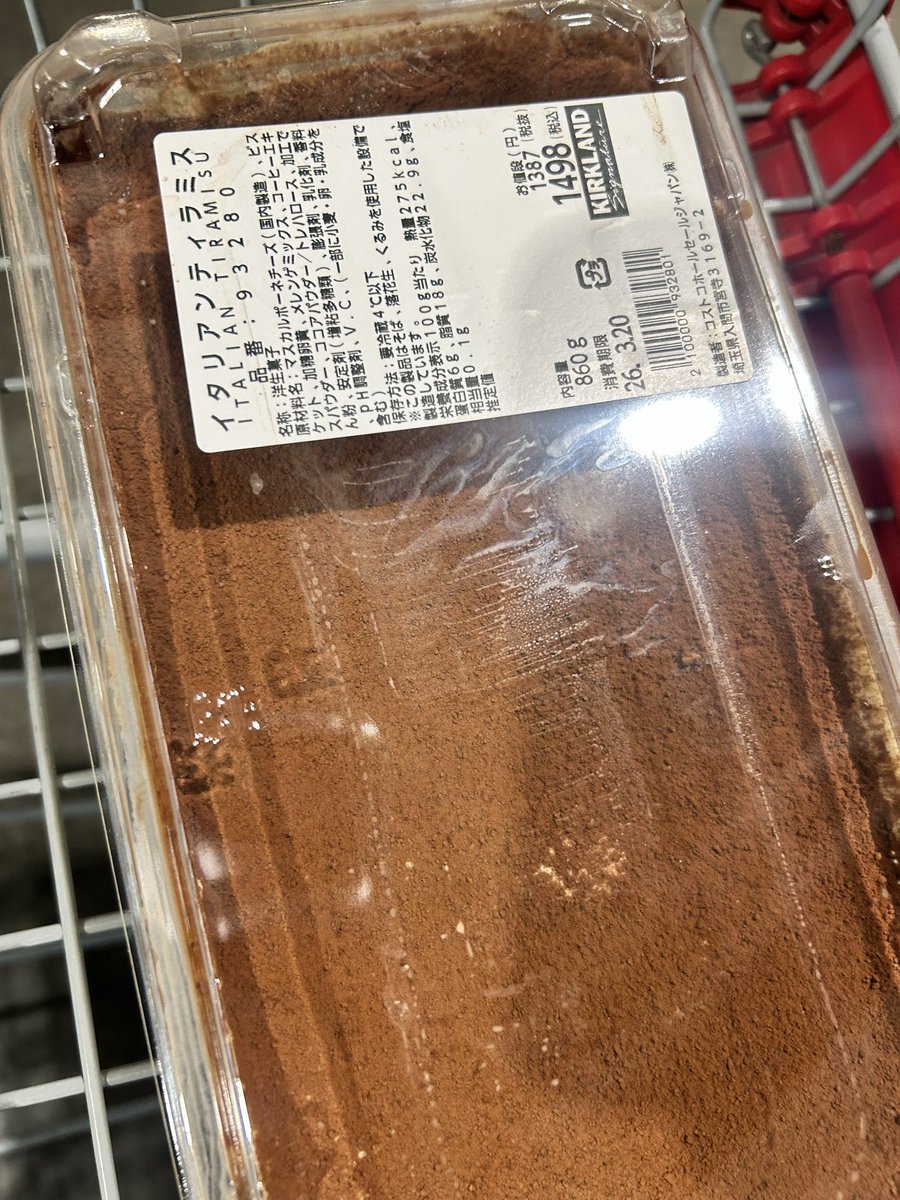 イタリアンティラミス
ITALIAN TIRAMISU
品番：93280
名称：洋生菓子
原材料名：マスカルポーネチーズ(国内製造)、ビス
ケット、加糖卵黄、メレンゲミックス、コーヒーエキ
スパウダー、ココアパウダー/トレハロース、加工で
ん粉、安定剤(増粘多糖類)、膨張剤、乳化剤、香料
、pH調整剤、V.C、(一部に小麦・卵・乳成分を
含む)
保存方法：要冷蔵4℃以下
※この製品はそば、落花生、くるみを使用した設備で
製造しています。
栄養成分表示100g当たり 熱量275kcal、
蛋白質6g、脂質18g、炭水化物22.9g、食塩
相当量0.1g
推定値
内容量
860g
消費期限
26. 3.20
お値段(円)
1387 (税抜)
1498 (税込)
KIRKLAND
Signature
2 100000 932801
製造者：コストコホールセールジャパン㈱
埼玉県入間市宮寺3169-2